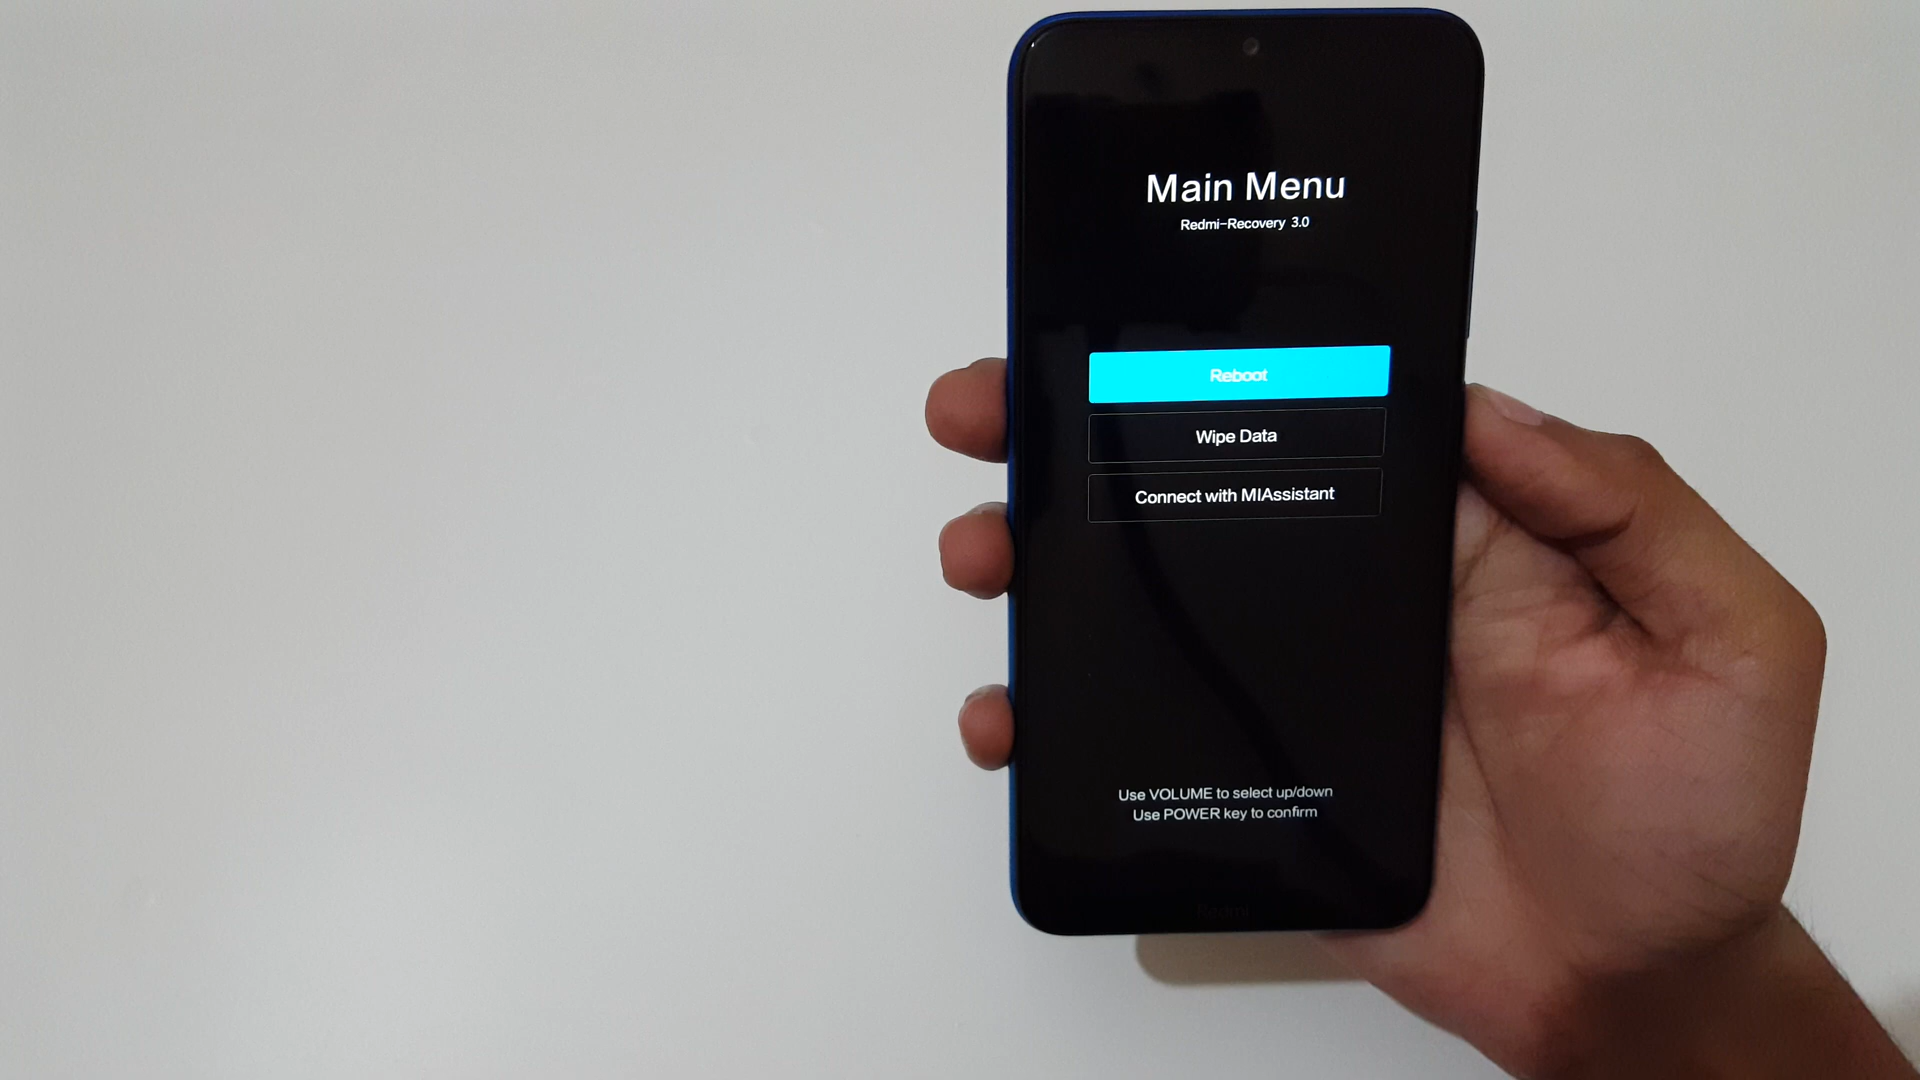 Main Menu
Redmi-Recovery 3.0
Reboot
Wipe Data
Connect with MIAssistant
Use VOLUME to select up/down
Use POWER key to confirm
Redmi